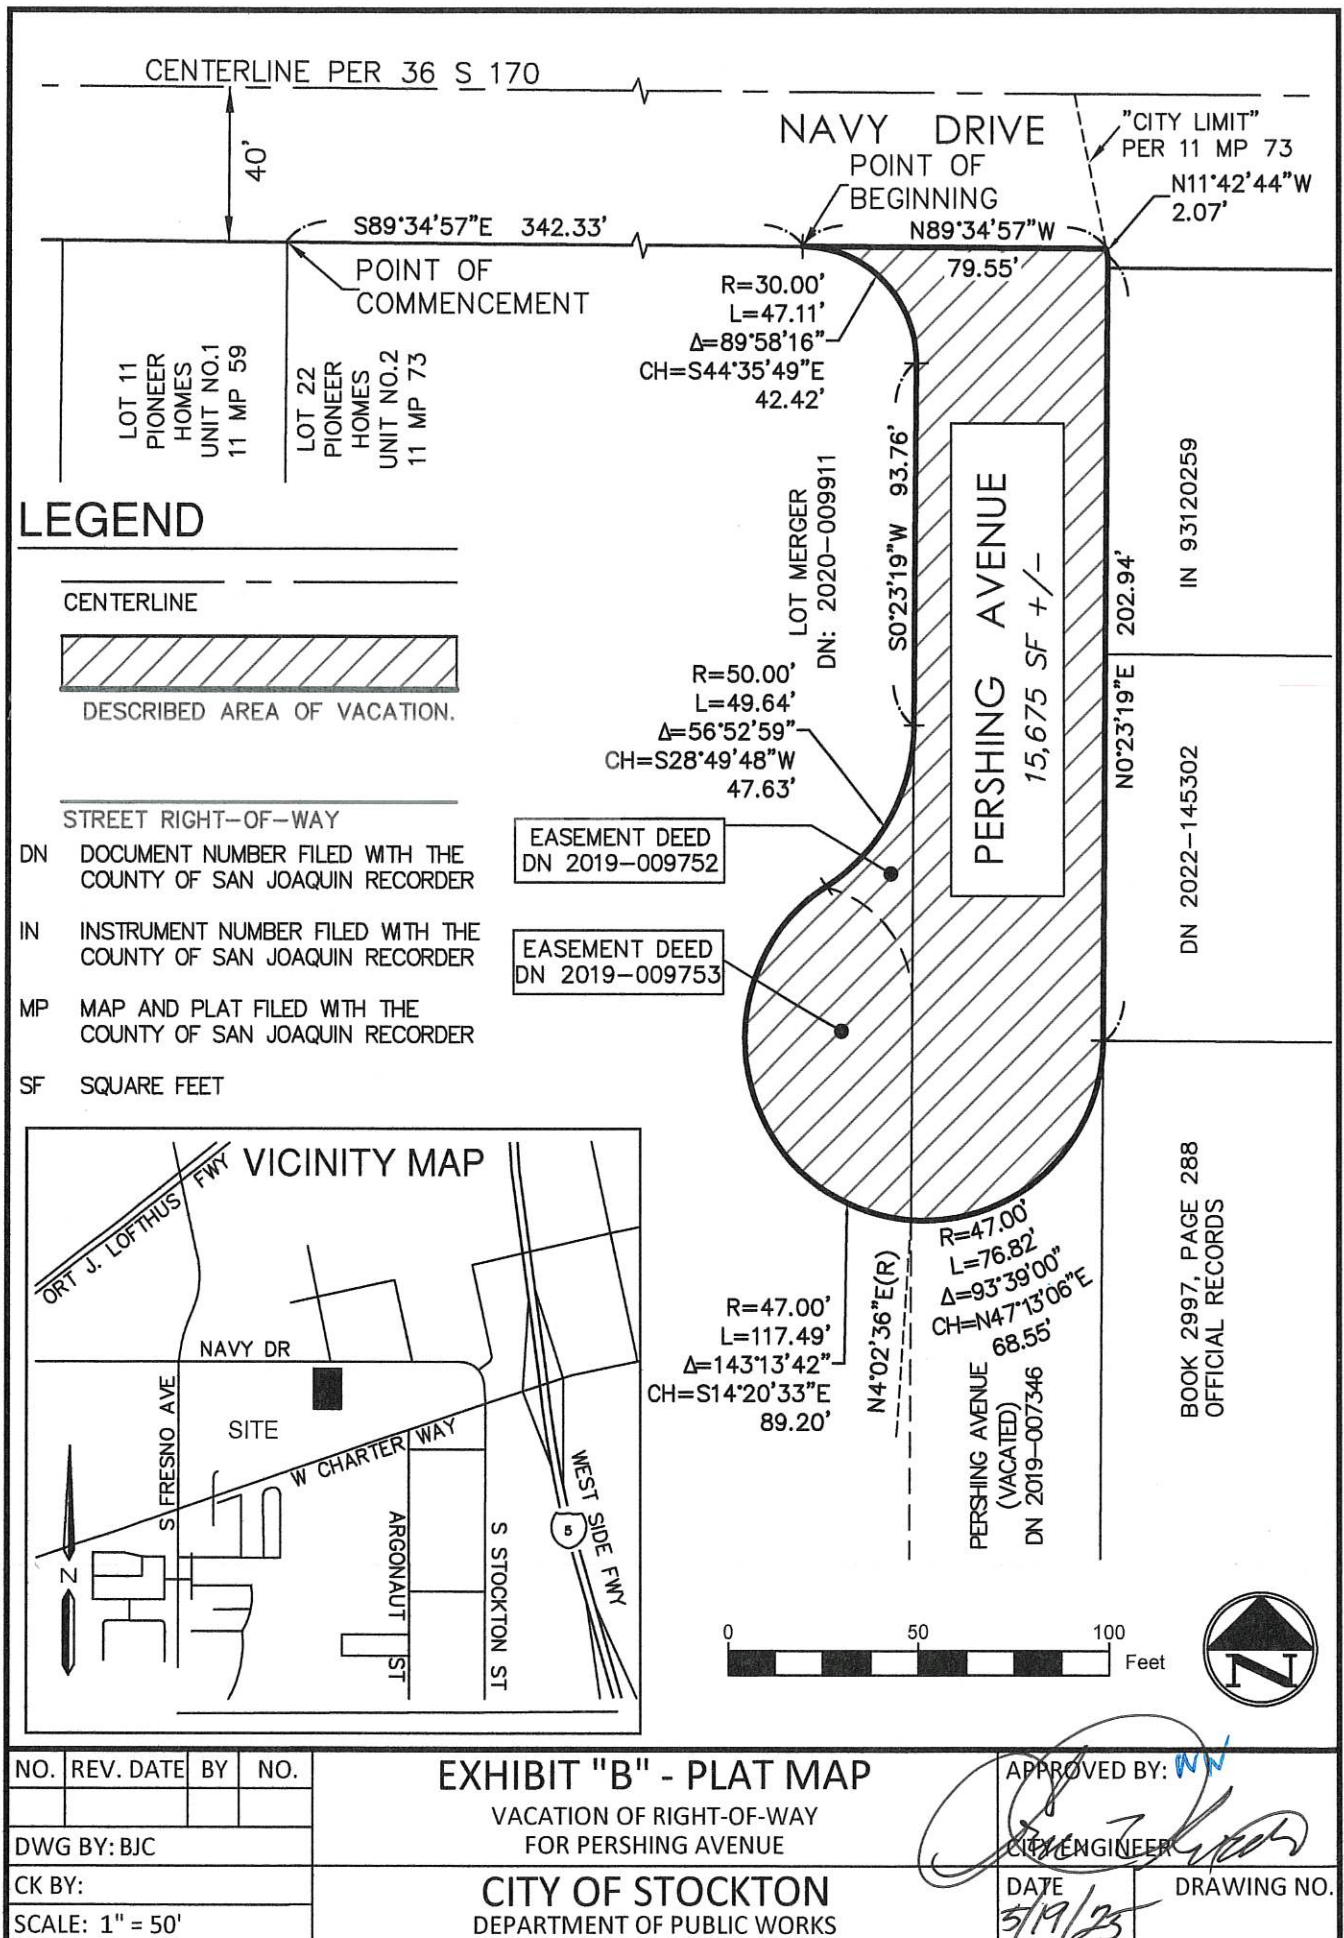 CENTERLINE PER 36 S 170
40'
NAVY DRIVE
"CITY LIMIT"
PER 11 MP 73
POINT OF
BEGINNING
N11°42'44"W
2.07'
S89°34'57"E 342.33'
N89°34'57"W
79.55'
POINT OF
COMMENCEMENT
R=30.00'
L=47.11'
Δ=89°58'16"
CH=S44°35'49"E
42.42'
LOT 11
PIONEER
HOMES
UNIT NO.1
11 MP 59
LOT 22
PIONEER
HOMES
UNIT NO.2
11 MP 73
LOT MERGER
DN: 2020-009911
S0°23'19"W 93.76'
PERSHING AVENUE
15,675 SF +/-
N0°23'19"E 202.94'
IN 93120259
DN 2022-145302
LEGEND
CENTERLINE
DESCRIBED AREA OF VACATION.
STREET RIGHT-OF-WAY
DN DOCUMENT NUMBER FILED WITH THE
COUNTY OF SAN JOAQUIN RECORDER
IN INSTRUMENT NUMBER FILED WITH THE
COUNTY OF SAN JOAQUIN RECORDER
MP MAP AND PLAT FILED WITH THE
COUNTY OF SAN JOAQUIN RECORDER
SF SQUARE FEET
R=50.00'
L=49.64'
Δ=56°52'59"
CH=S28°49'48"W
47.63'
EASEMENT DEED
DN 2019-009752
EASEMENT DEED
DN 2019-009753
R=47.00'
L=76.82'
Δ=93°39'00"
CH=N47°13'06"E
68.55'
R=47.00'
L=117.49'
Δ=143°13'42"
CH=S14°20'33"E
89.20'
N4°02'36"E(R)
PERSHING AVENUE
(VACATED)
DN 2019-007346
BOOK 2997, PAGE 288
OFFICIAL RECORDS
VICINITY MAP
ORT J. LOFTHUS FWY
NAVY DR
S FRESNO AVE
SITE
W CHARTER WAY
ARGONAUT ST
S STOCKTON ST
WEST SIDE FWY
5
N
0 50 100
Feet
N
NO. REV. DATE BY NO.
DWG BY: BJC
CK BY:
SCALE: 1" = 50'
EXHIBIT "B" - PLAT MAP
VACATION OF RIGHT-OF-WAY
FOR PERSHING AVENUE
CITY OF STOCKTON
DEPARTMENT OF PUBLIC WORKS
APPROVED BY:
CITY ENGINEER
DATE
5/19/25
DRAWING NO.